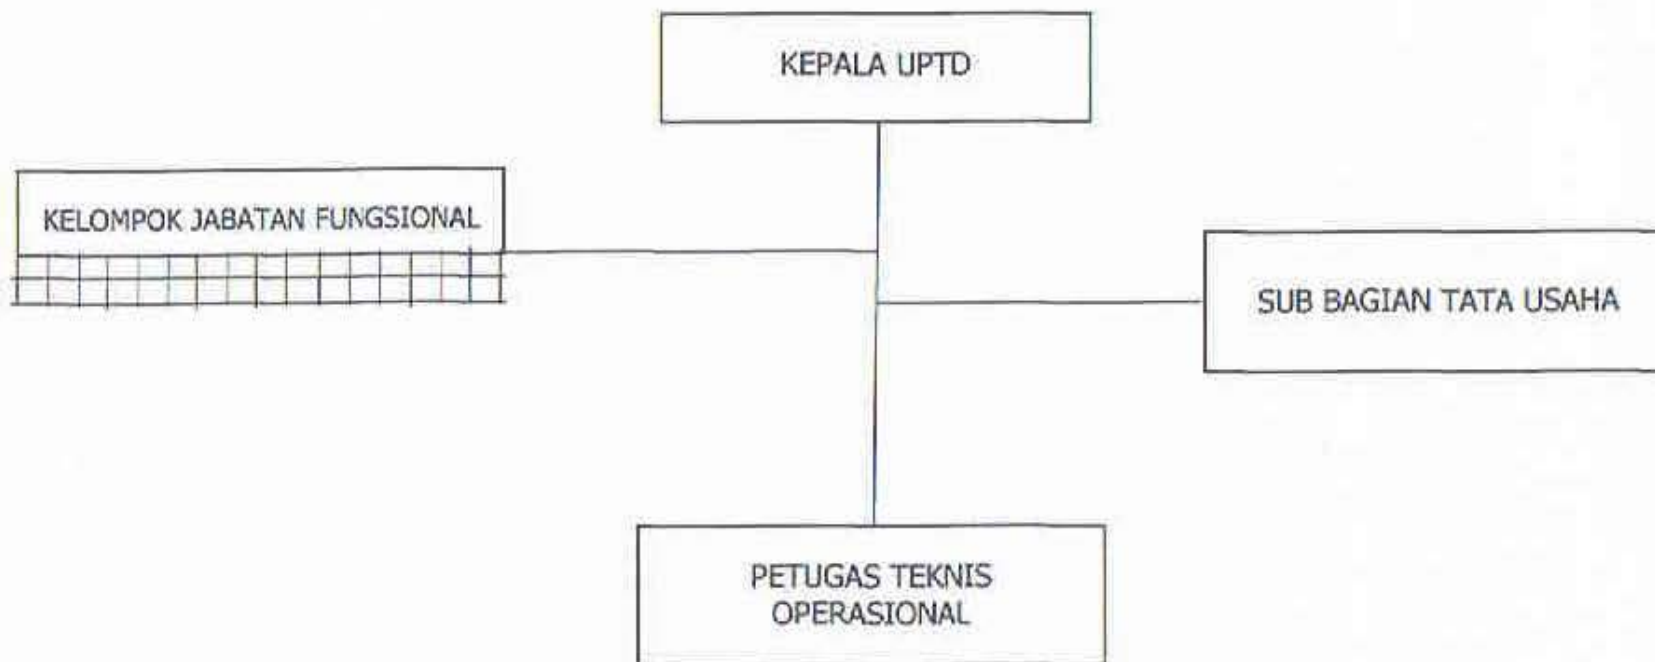 KEPALA UPTD
KELOMPOK JABATAN FUNGSIONAL
SUB BAGIAN TATA USAHA
PETUGAS TEKNIS
OPERASIONAL